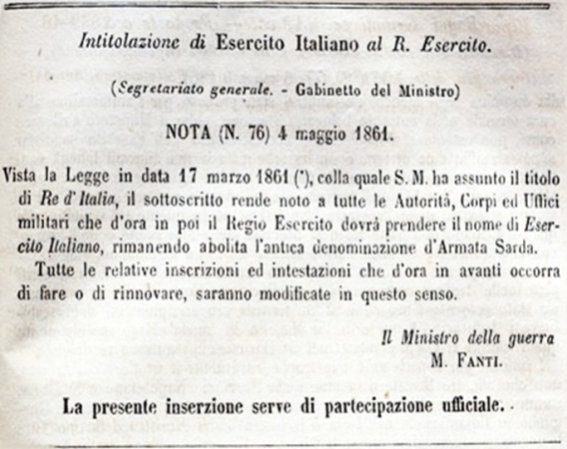 Intitolazione di Esercito Italiano al R. Esercito.
(Segretariato generale. - Gabinetto del Ministro)
NOTA (N. 76) 4 maggio 1861.
Vista la Legge in data 17 marzo 1861 (*), colla quale S. M. ha assunto il titolo
di Re d'Italia, il sottoscritto rende noto a tutte le Autorità, Corpi ed Uffici
militari che d'ora in poi il Regio Esercito dovrà prendere il nome di Eser-
cito Italiano, rimanendo abolita l'antica denominazione d'Armata Sarda.
Tutte le relative inscrizioni ed intestazioni che d'ora in avanti occorra
di fare o di rinnovare, saranno modificate in questo senso.
Il Ministro della guerra
M. FANTI.
La presente inserzione serve di partecipazione ufficiale.